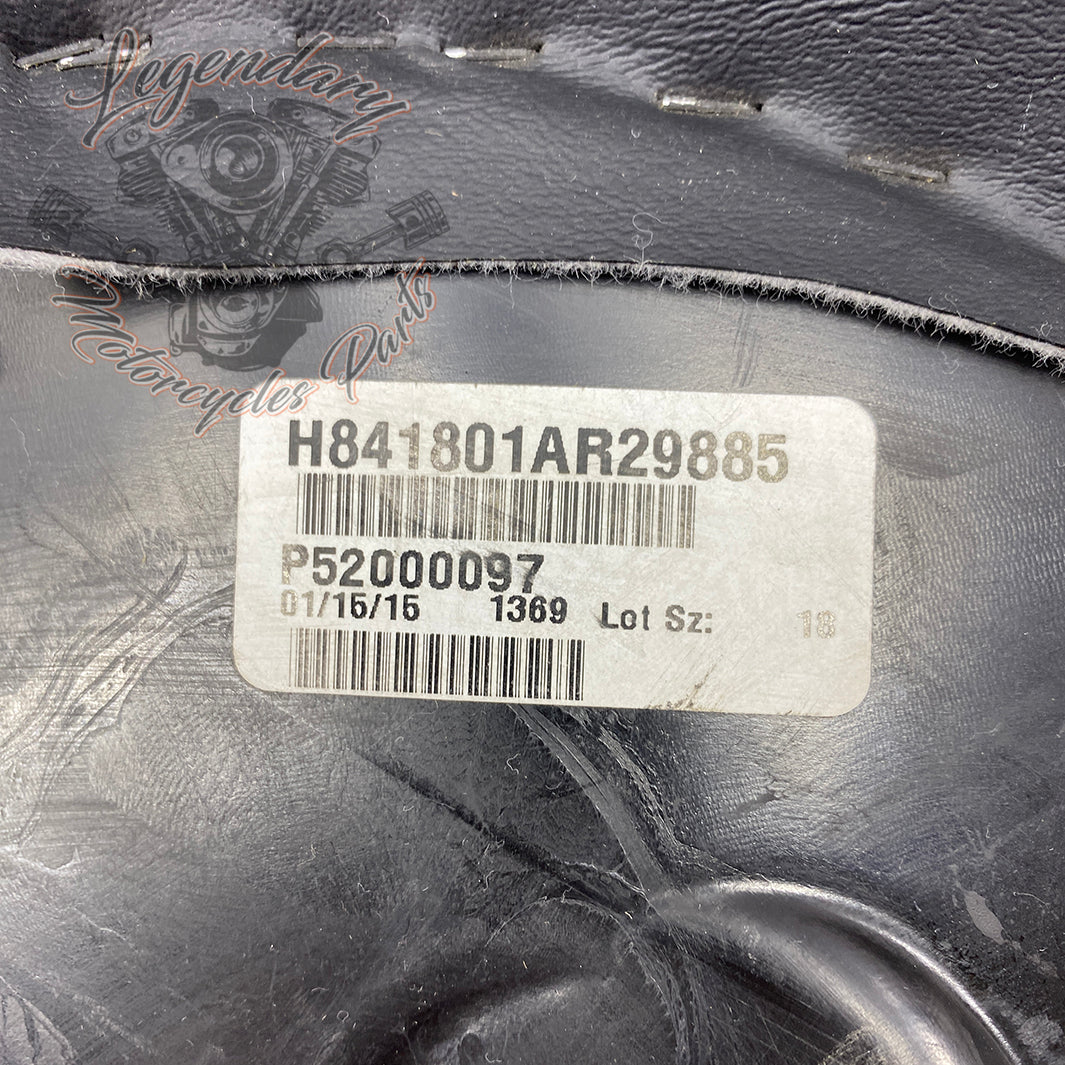 Legendary
Motorcycles Parts
H841801AR29885
P52000097
01/15/15 1369 Lot Sz: 18